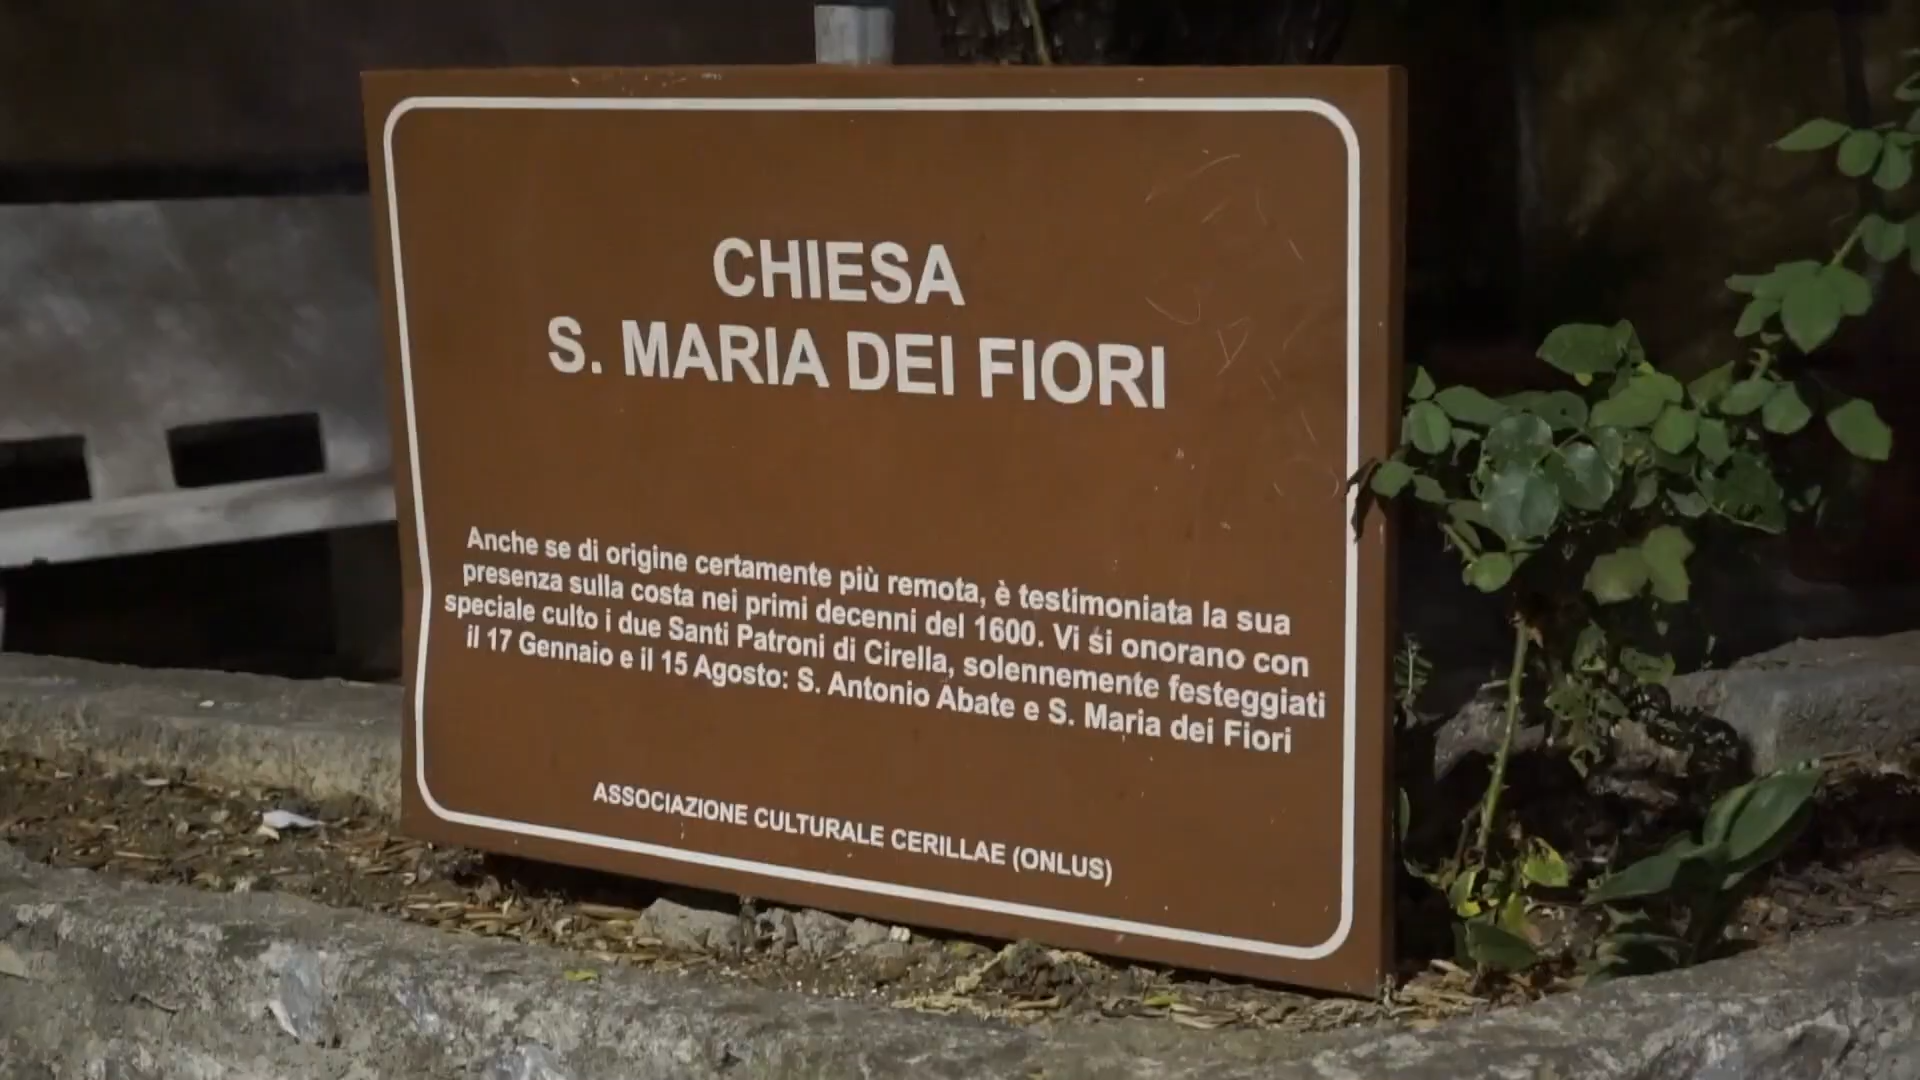 CHIESA
S. MARIA DEI FIORI
Anche se di origine certamente più remota, è testimoniata la sua
presenza sulla costa nei primi decenni del 1600. Vi si onorano con
speciale culto i due Santi Patroni di Cirella, solennemente festeggiati
il 17 Gennaio e il 15 Agosto: S. Antonio Abate e S. Maria dei Fiori
ASSOCIAZIONE CULTURALE CERILLAE (ONLUS)